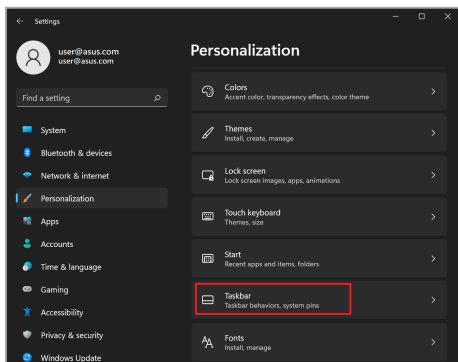 Settings
user@asus.com
user@asus.com
Find a setting
System
Bluetooth & devices
Network & internet
Personalization
Apps
Accounts
Time & language
Gaming
Accessibility
Privacy & security
Windows Update
Personalization
Colors
Accent color, transparency effects, color theme
Themes
Install, create, manage
Lock screen
Lock screen images, apps, animations
Touch keyboard
Themes, size
Start
Recent apps and items, folders
Taskbar
Taskbar behaviors, system pins
Fonts
Install, manage